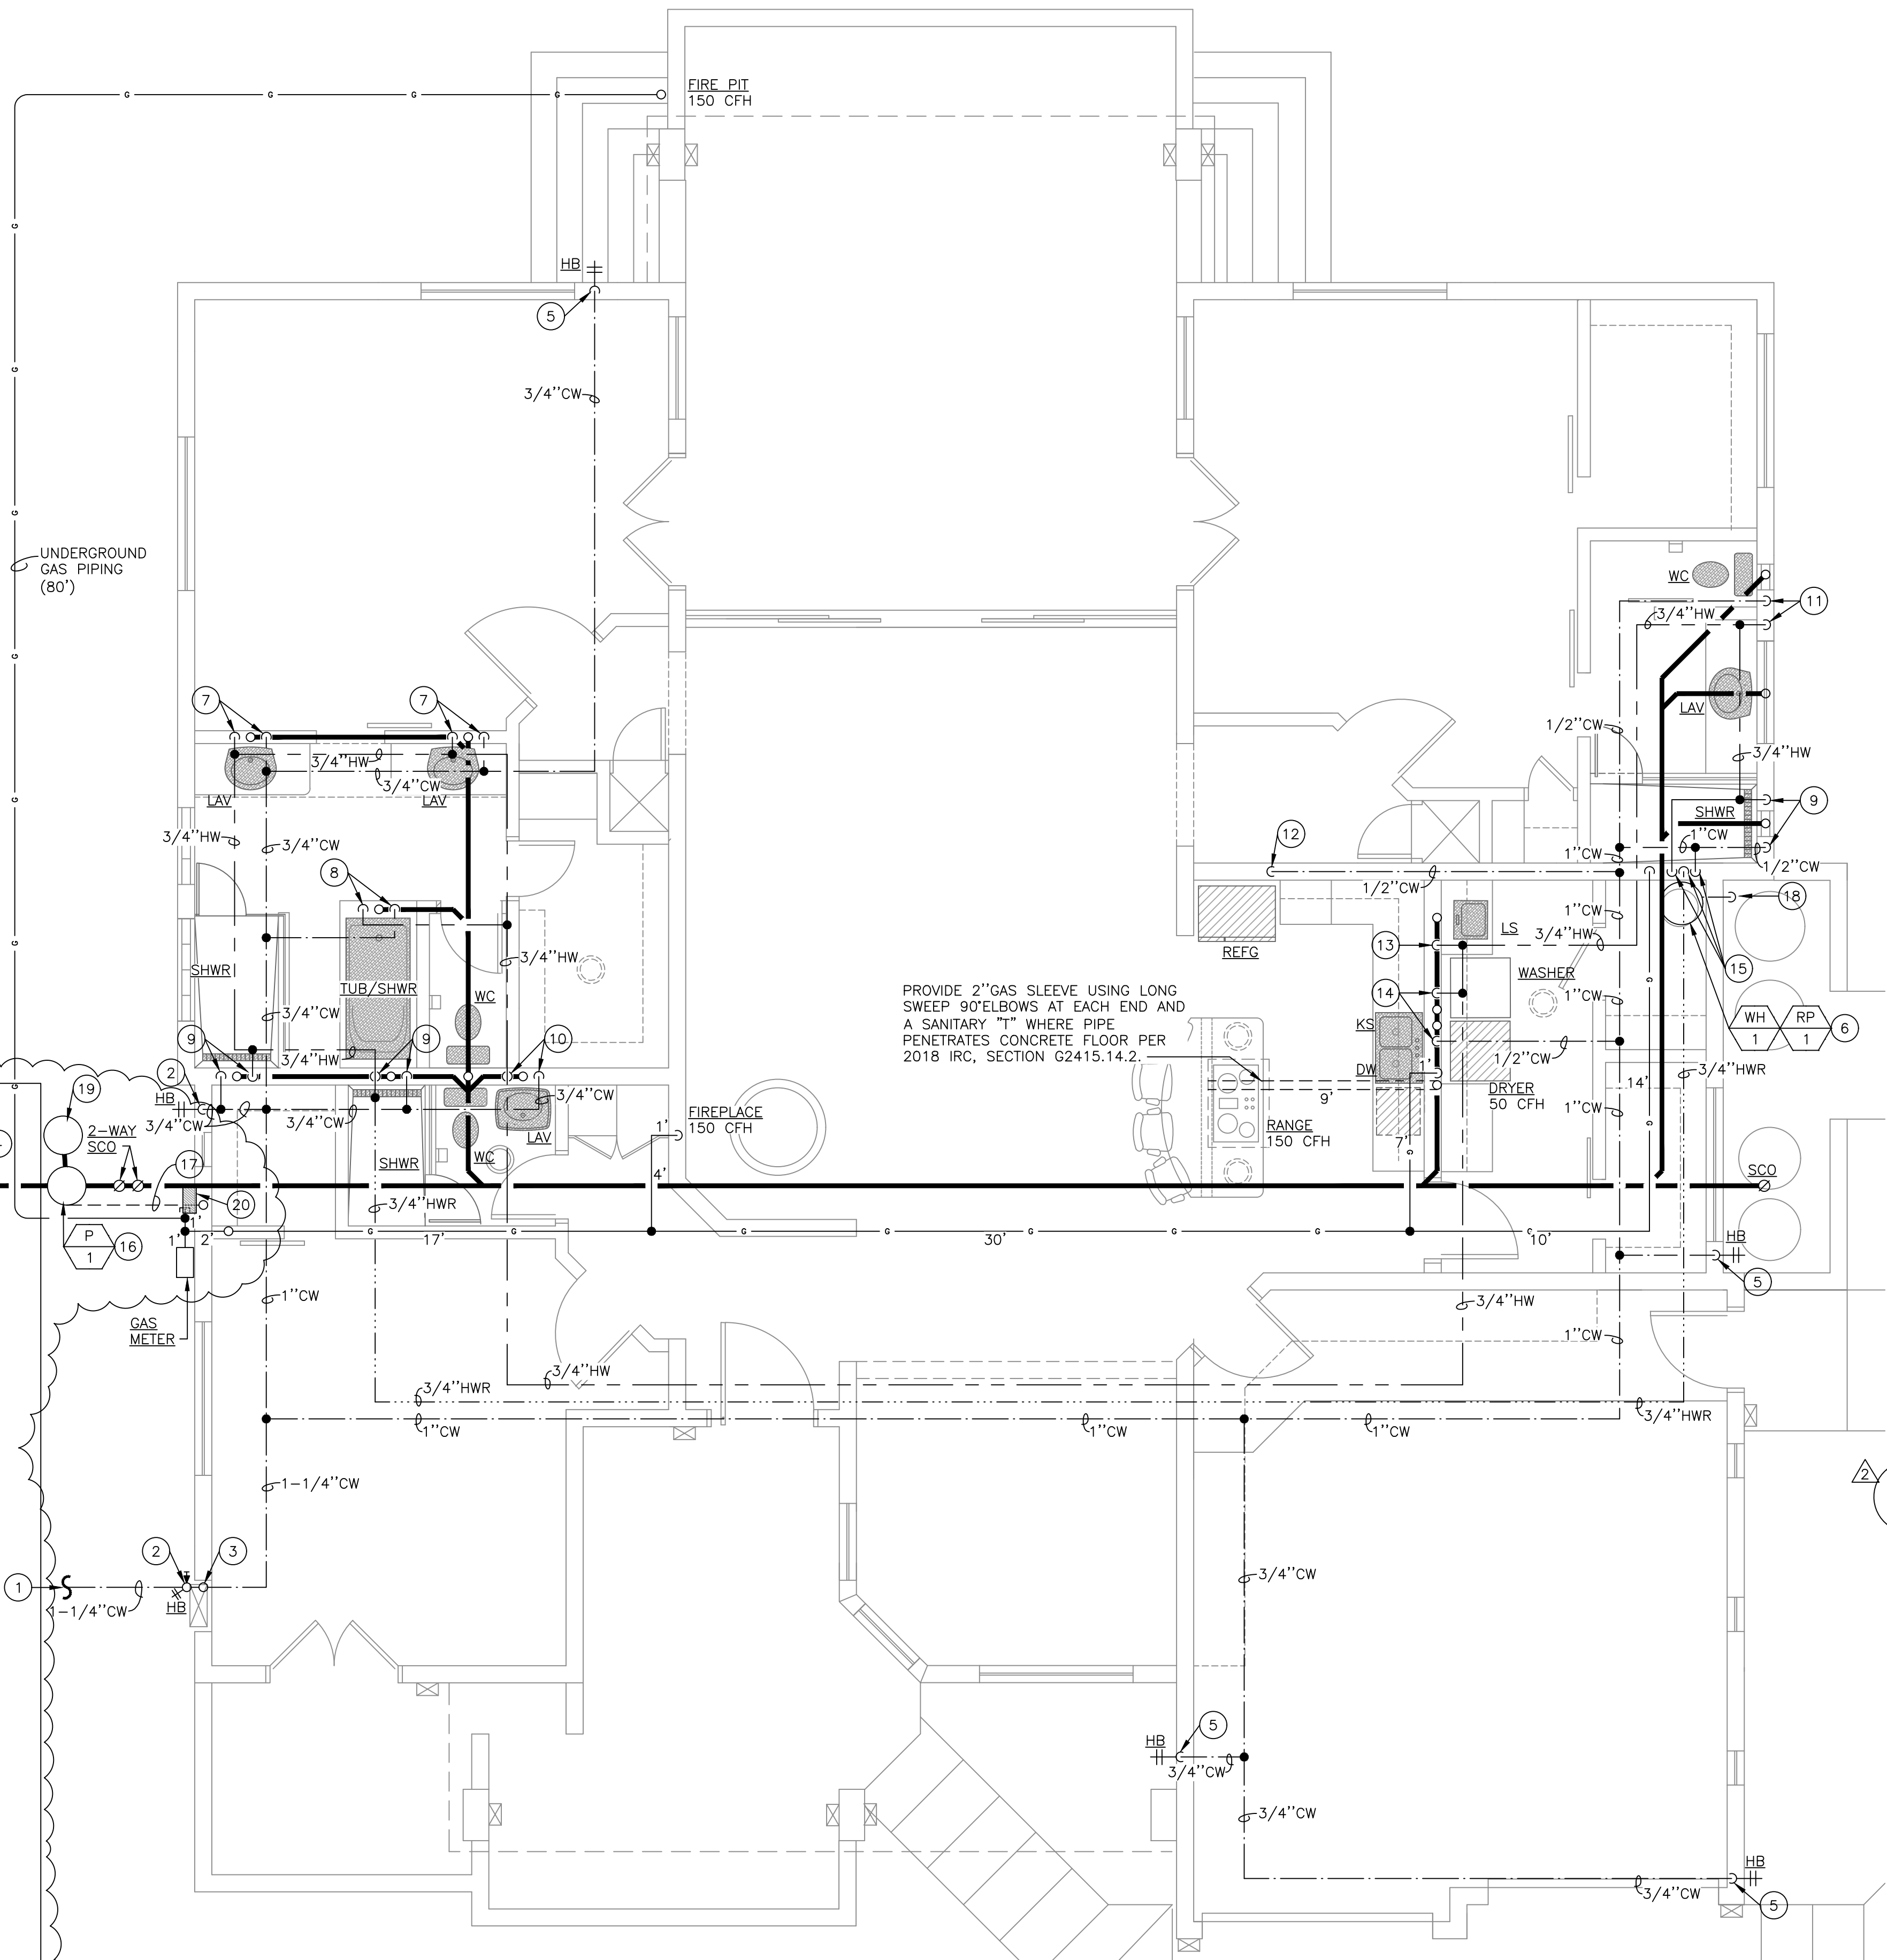 FIRE PIT
150 CFH
G G G G
HB
5
3/4''CW
G
G
G
UNDERGROUND
GAS PIPING
(80')
WC
11
3/4''HW
7
7
LAV
1/2''CW
3/4''HW
3/4''HW
3/4''CW
LAV
LAV
9
SHWR
3/4''HW
3/4''CW
12
1''CW
1''CW
1/2''CW
8
1/2''CW
18
1''CW
LS
3/4''HW
13
REFG
3/4''HW
SHWR
TUB/SHWR
WC
15
WASHER
14
PROVIDE 2''GAS SLEEVE USING LONG
SWEEP 90°ELBOWS AT EACH END AND
A SANITARY "T" WHERE PIPE
PENETRATES CONCRETE FLOOR PER
2018 IRC, SECTION G2415.14.2.
1''CW
3/4''CW
KS
WH
1
RP
1
6
9
9
10
3/4''HW
1/2''CW
1'
DW
3/4''HWR
2
19
HB
3/4''CW
3/4''CW
3/4''CW
14'
DRYER
50 CFH
9'
2-WAY
SCO
FIREPLACE
150 CFH
1'
RANGE
150 CFH
1''CW
G
LAV
7'
G
17
SHWR
WC
4'
SCO
20
3/4''HWR
1'
P
1
16
1'
2'
G
17'
G
G
30'
G
G
G
G
10'
HB
5
1''CW
3/4''HW
GAS
METER
1''CW
3/4''HW
3/4''HWR
3/4''HWR
1''CW
1''CW
1''CW
2
1-1/4''CW
2
3
1
3/4''CW
1-1/4''CW
HB
5
HB
3/4''CW
3/4''CW
HB
3/4''CW
5